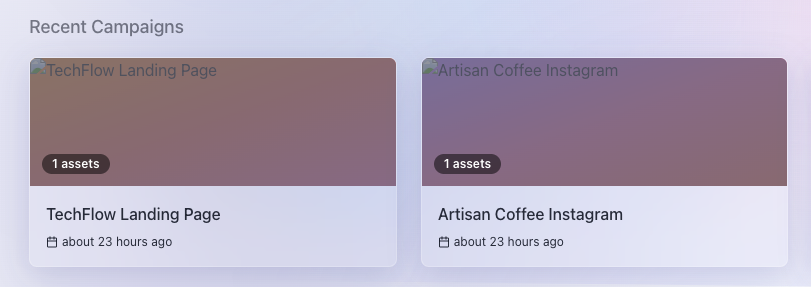 Recent Campaigns
TechFlow Landing Page
Artisan Coffee Instagram
1 assets
1 assets
TechFlow Landing Page
Artisan Coffee Instagram
about 23 hours ago
about 23 hours ago